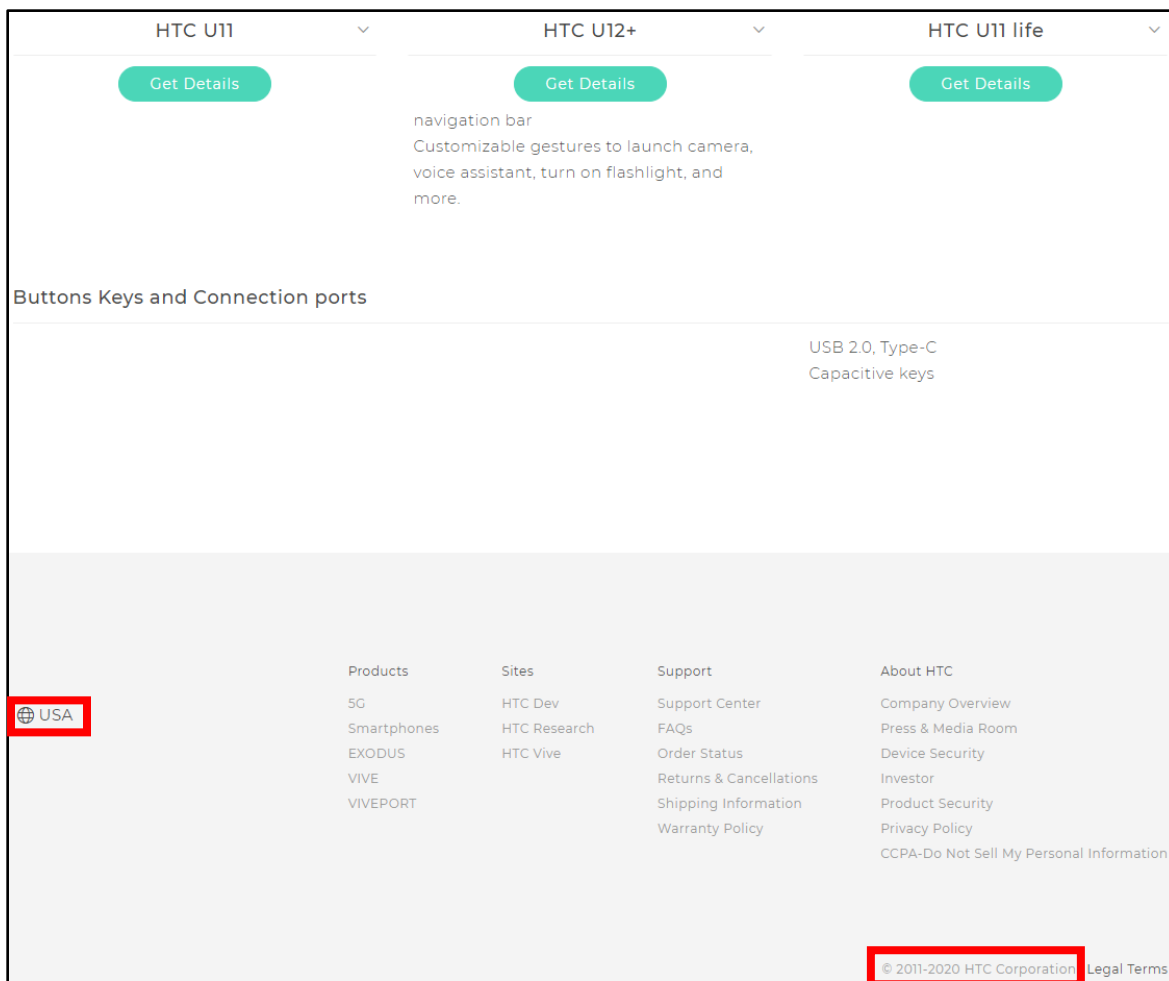 HTC U11
HTC U12+
HTC U11 life
Get Details
Get Details
Get Details
navigation bar
Customizable gestures to launch camera,
voice assistant, turn on flashlight, and
more.
Buttons Keys and Connection ports
USB 2.0, Type-C
Capacitive keys
USA
Products
5G
Smartphones
EXODUS
VIVE
VIVEPORT
Sites
HTC Dev
HTC Research
HTC Vive
Support
Support Center
FAQs
Order Status
Returns & Cancellations
Shipping Information
Warranty Policy
About HTC
Company Overview
Press & Media Room
Device Security
Investor
Product Security
Privacy Policy
CCPA-Do Not Sell My Personal Information
© 2011-2020 HTC Corporation Legal Terms